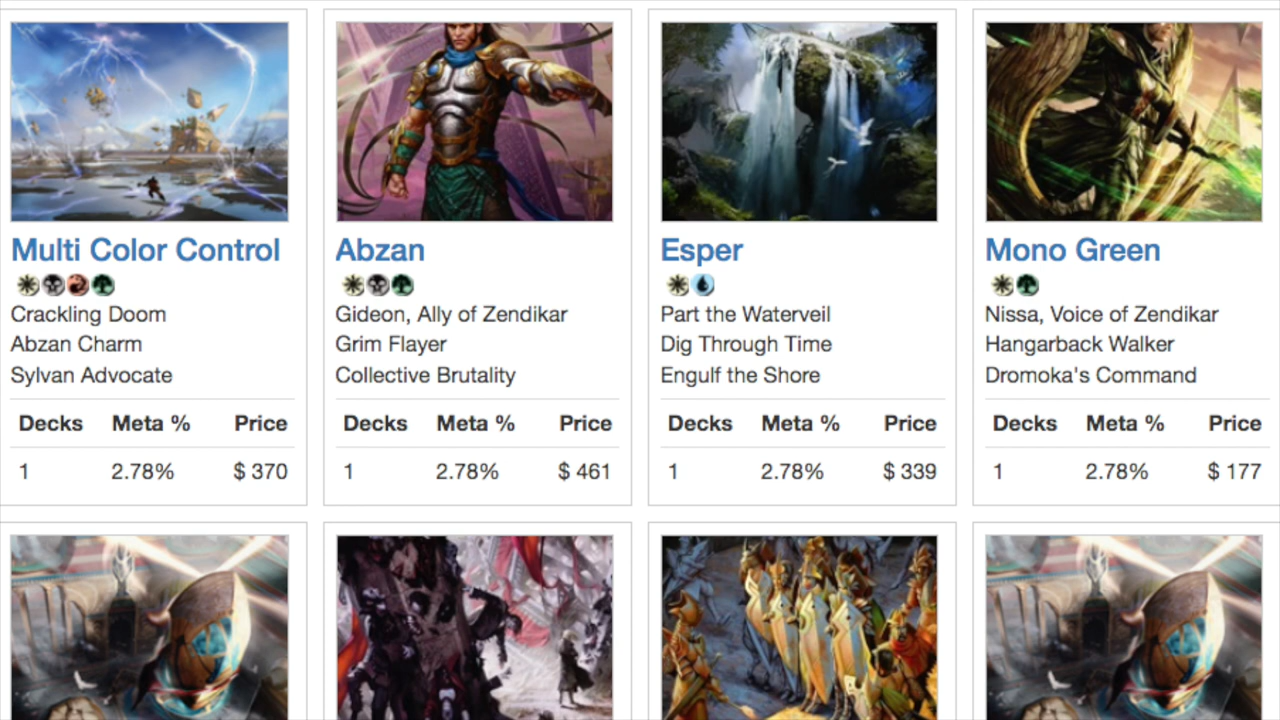 Multi Color Control
Crackling Doom
Abzan Charm
Sylvan Advocate
Decks Meta % Price
1 2.78% $ 370
Abzan
Gideon, Ally of Zendikar
Grim Flayer
Collective Brutality
Decks Meta % Price
1 2.78% $ 461
Esper
Part the Waterveil
Dig Through Time
Engulf the Shore
Decks Meta % Price
1 2.78% $ 339
Mono Green
Nissa, Voice of Zendikar
Hangarback Walker
Dromoka's Command
Decks Meta % Price
1 2.78% $ 177